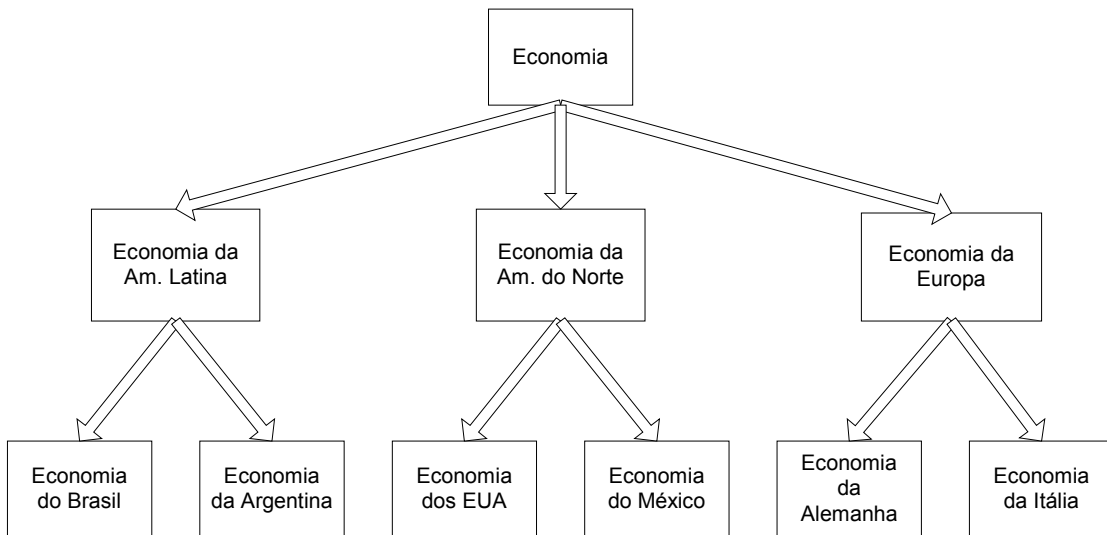 Economia
Economia da
Am. Latina
Economia da
Am. do Norte
Economia da
Europa
Economia
do Brasil
Economia
da Argentina
Economia
dos EUA
Economia
do México
Economia
da
Alemanha
Economia
da Itália